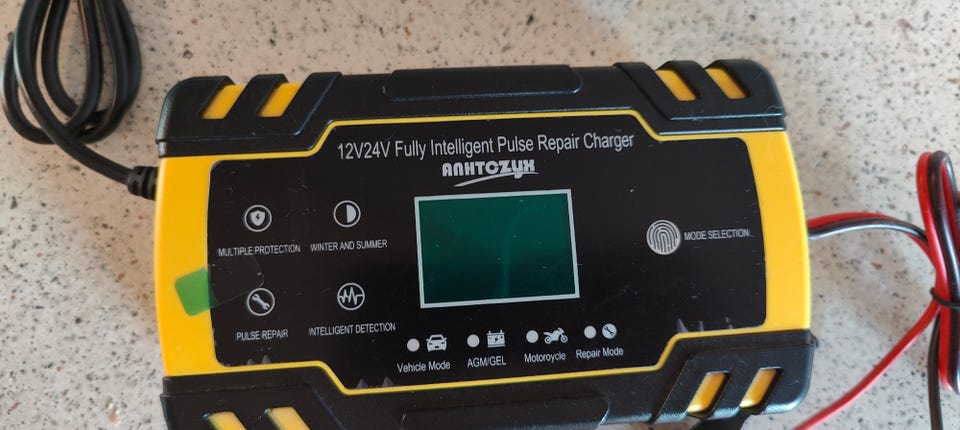 12V24V Fully Intelligent Pulse Repair Charger
ANHTCZYX
MULTIPLE PROTECTION
WINTER AND SUMMER
MODE SELECTION
PULSE REPAIR
INTELLIGENT DETECTION
Vehicle Mode
AGM/GEL
Motorcycle
Repair Mode